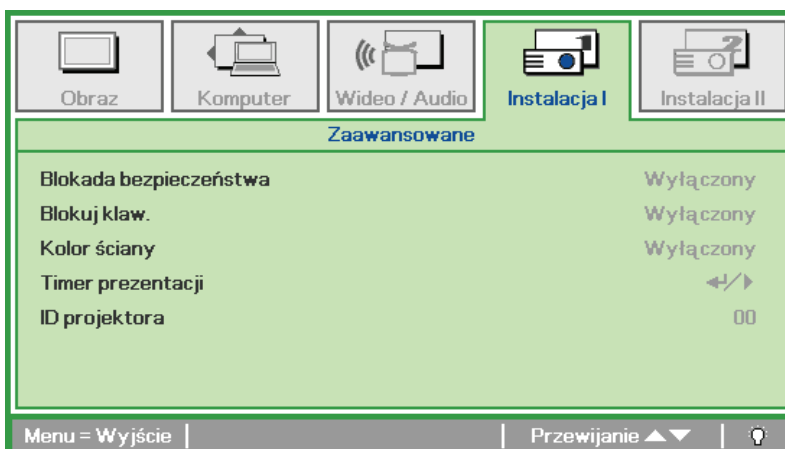 Obraz
Komputer
Wideo / Audio
Instalacja I
Instalacja II
Zaawansowane
Blokada bezpieczeństwa Wyłączony
Blokuj klaw. Wyłączony
Kolor ściany Wyłączony
Timer prezentacji
ID projektora 00
Menu = Wyjście
Przewijanie